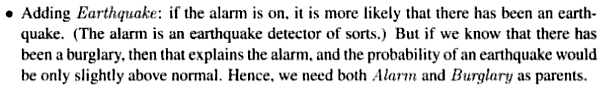 • Adding Earthquake: if the alarm is on, it is more likely that there has been an earth-
quake. (The alarm is an earthquake detector of sorts.) But if we know that there has
been a burglary, then that explains the alarm, and the probability of an earthquake would
be only slightly above normal. Hence, we need both Alarm and Burglary as parents.